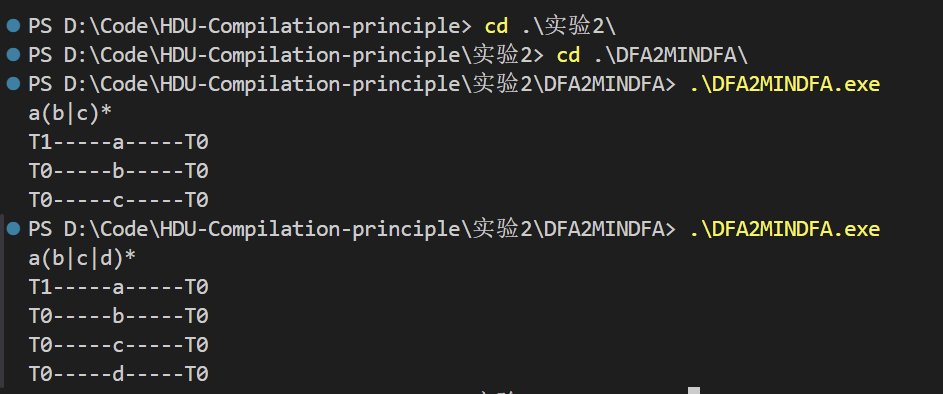 PS D:\Code\HDU-Compilation-principle> cd .\实验2\
PS D:\Code\HDU-Compilation-principle\实验2> cd .\DFA2MINDFA\
PS D:\Code\HDU-Compilation-principle\实验2\DFA2MINDFA> .\DFA2MINDFA.exe
a(b|c)*
T1-----a-----T0
T0-----b-----T0
T0-----c-----T0
PS D:\Code\HDU-Compilation-principle\实验2\DFA2MINDFA> .\DFA2MINDFA.exe
a(b|c|d)*
T1-----a-----T0
T0-----b-----T0
T0-----c-----T0
T0-----d-----T0